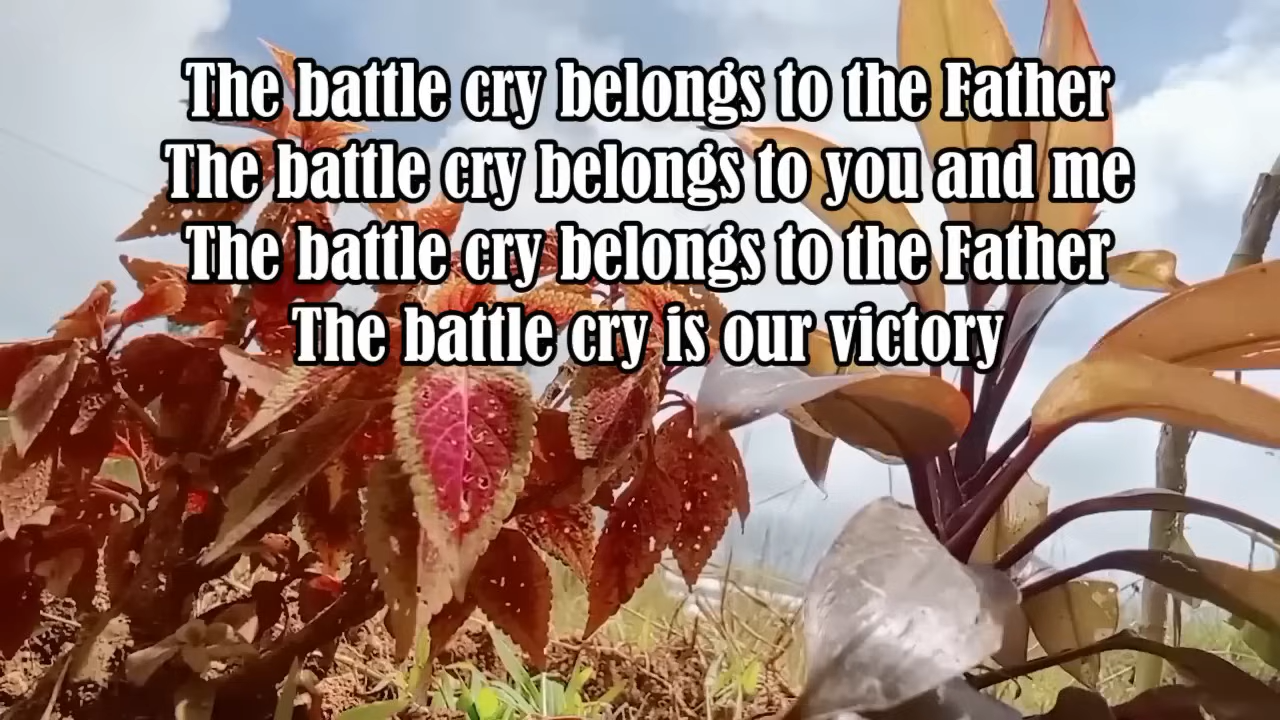 The battle cry belongs to the Father
The battle cry belongs to you and me
The battle cry belongs to the Father
The battle cry is our victory